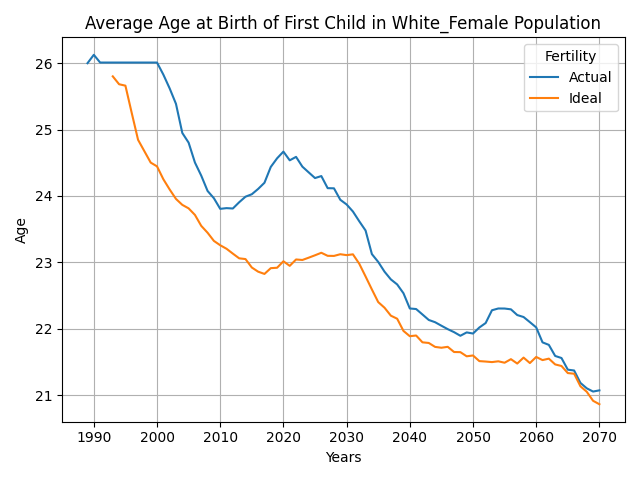 Average Age at Birth of First Child in White_Female Population
Fertility
Actual
Ideal
26
25
24
23
22
21
Age
1990 2000 2010 2020 2030 2040 2050 2060 2070
Years